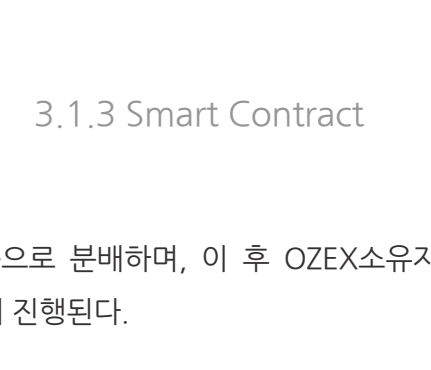 3.1.3 Smart Contract
으로 분배하며, 이 후 OZEX소유
진행된다.